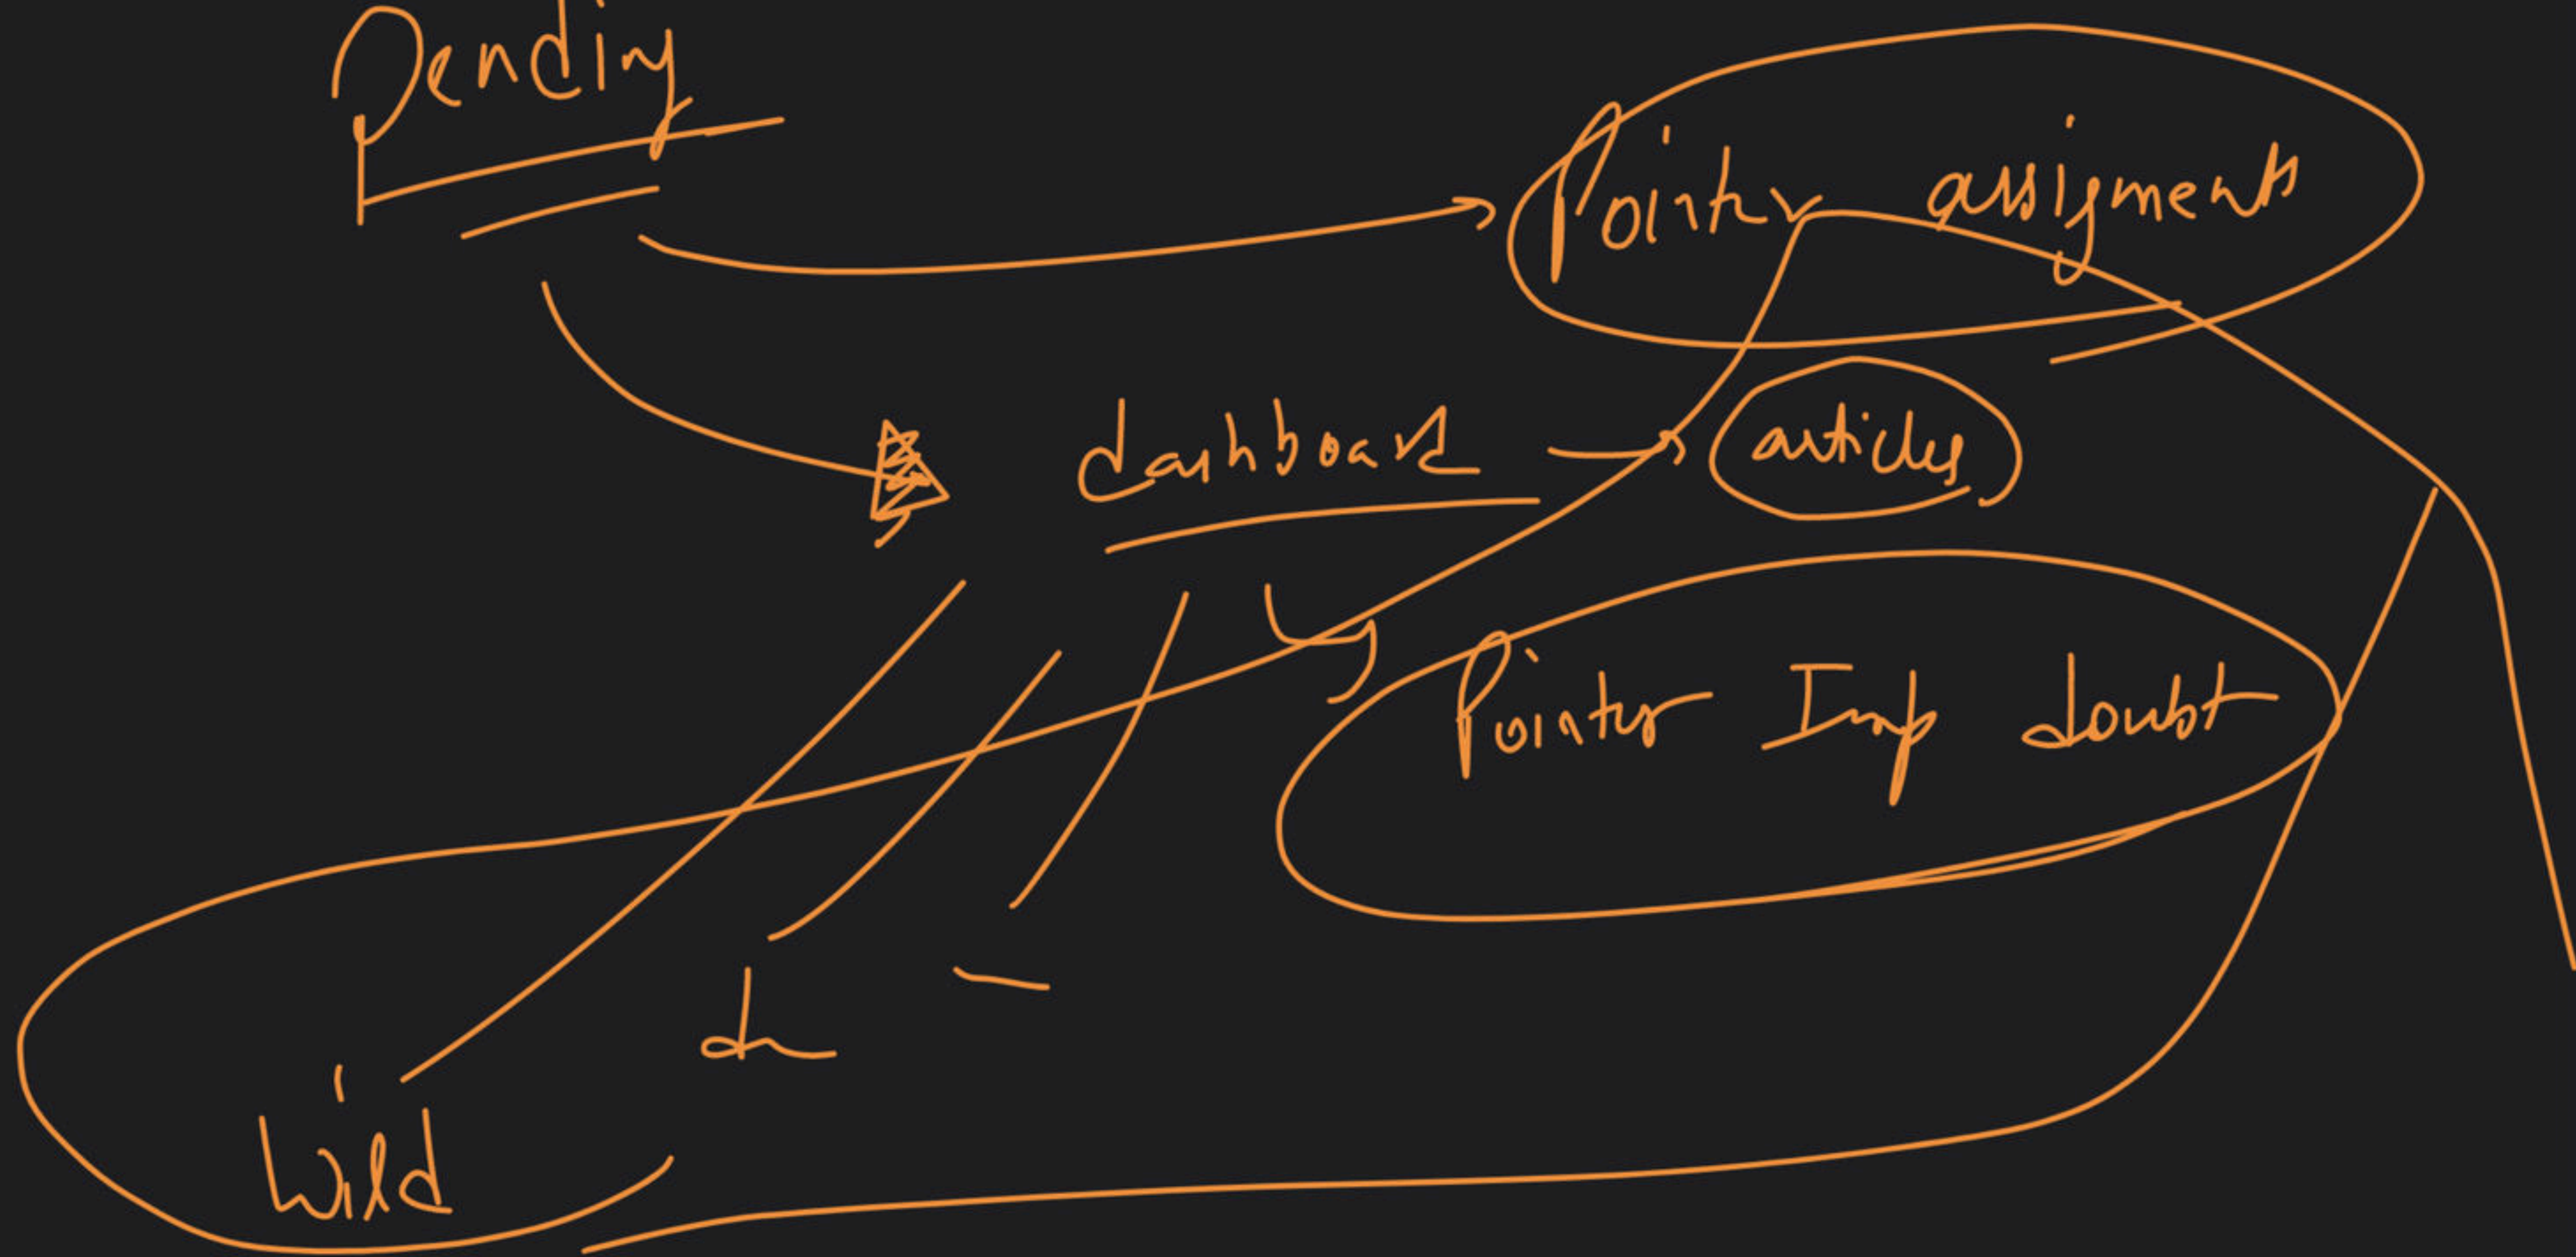 Pending
Pointer assigments
dashboard
articles
Pointer Imp doubt
Wild